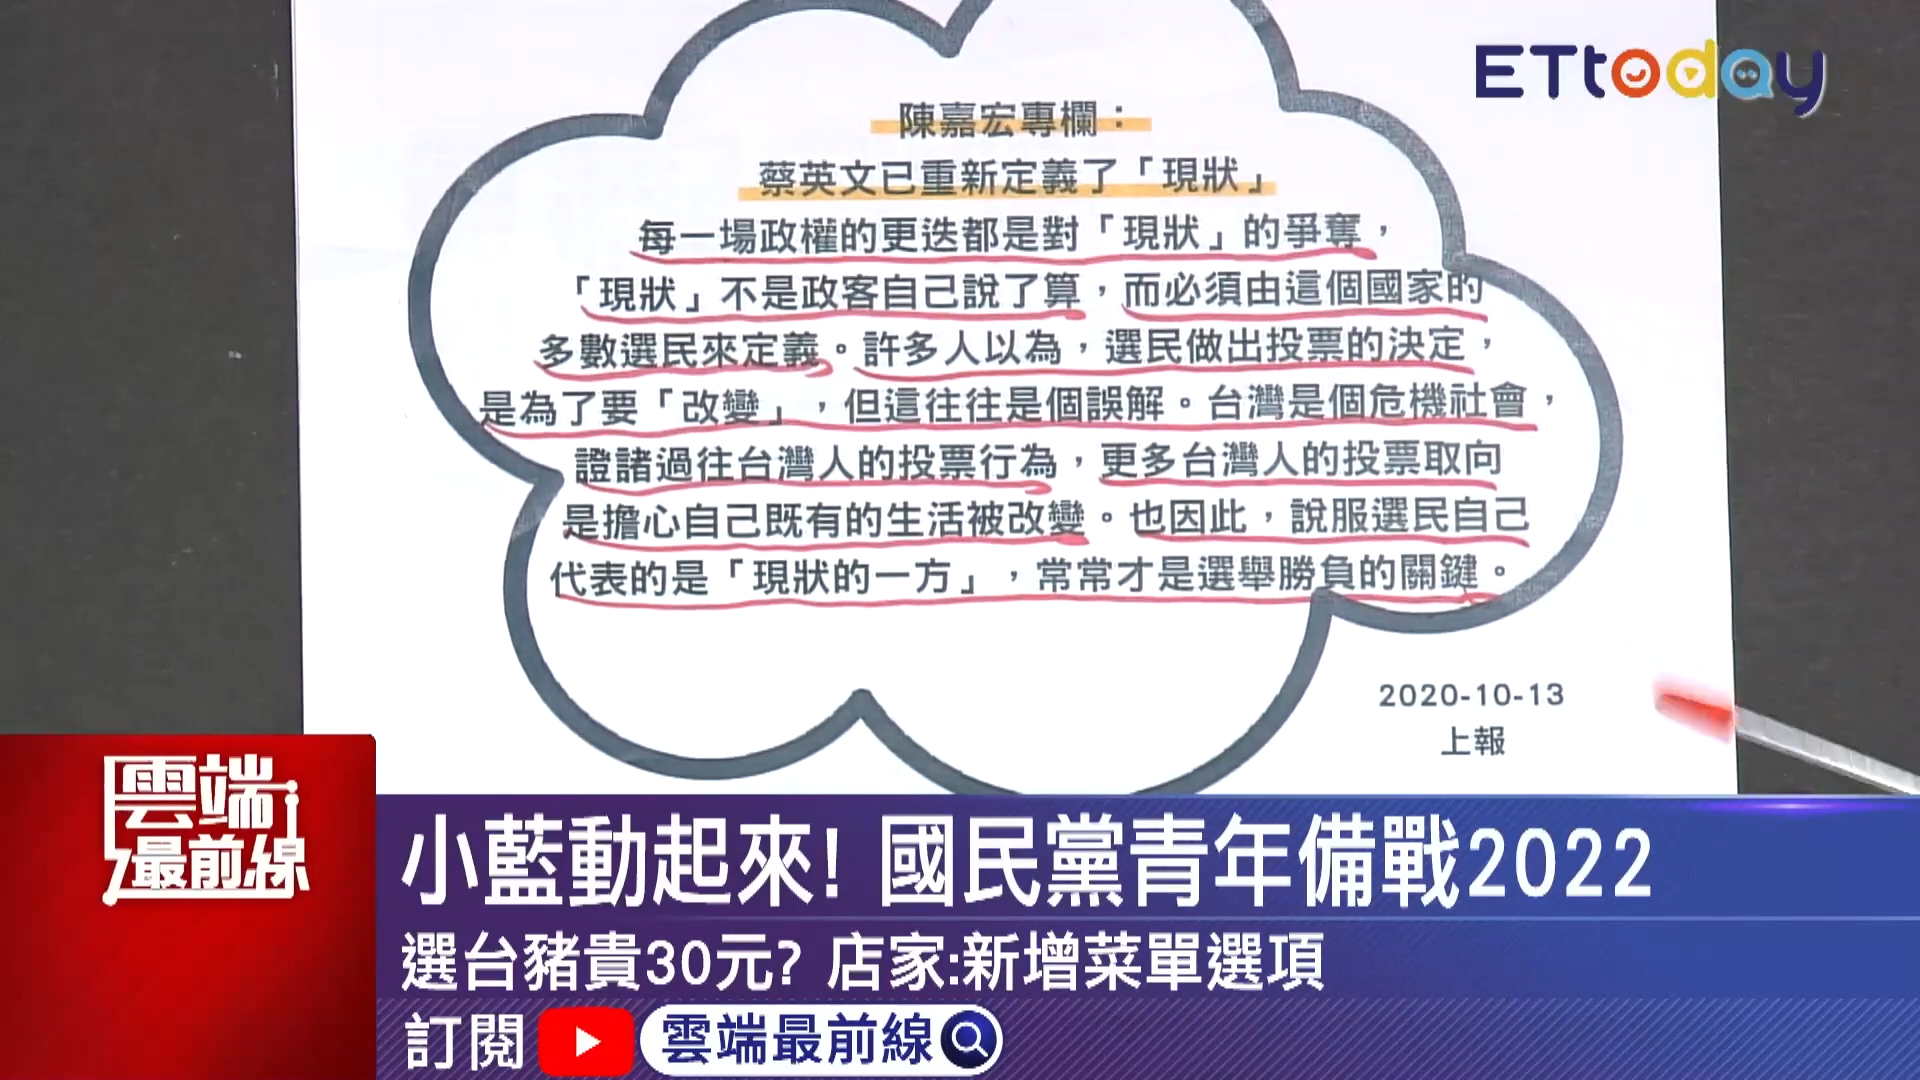 ETtoday
陳嘉宏專欄：
蔡英文已重新定義了「現狀」
每一場政權的更迭都是對「現狀」的爭奪，
「現狀」不是政客自己說了算，而必須由這個國家的
多數選民來定義。許多人以為，選民做出投票的決定，
是為了要「改變」，但這往往是個誤解。台灣是個危機社會，
證諸過往台灣人的投票行為，更多台灣人的投票取向
是擔心自己既有的生活被改變。也因此，說服選民自己
代表的是「現狀的一方」，常常才是選舉勝負的關鍵。
2020-10-13
上報
雲端
最前線
小藍動起來! 國民黨青年備戰2022
選台豬貴30元? 店家:新增菜單選項
訂閱 雲端最前線